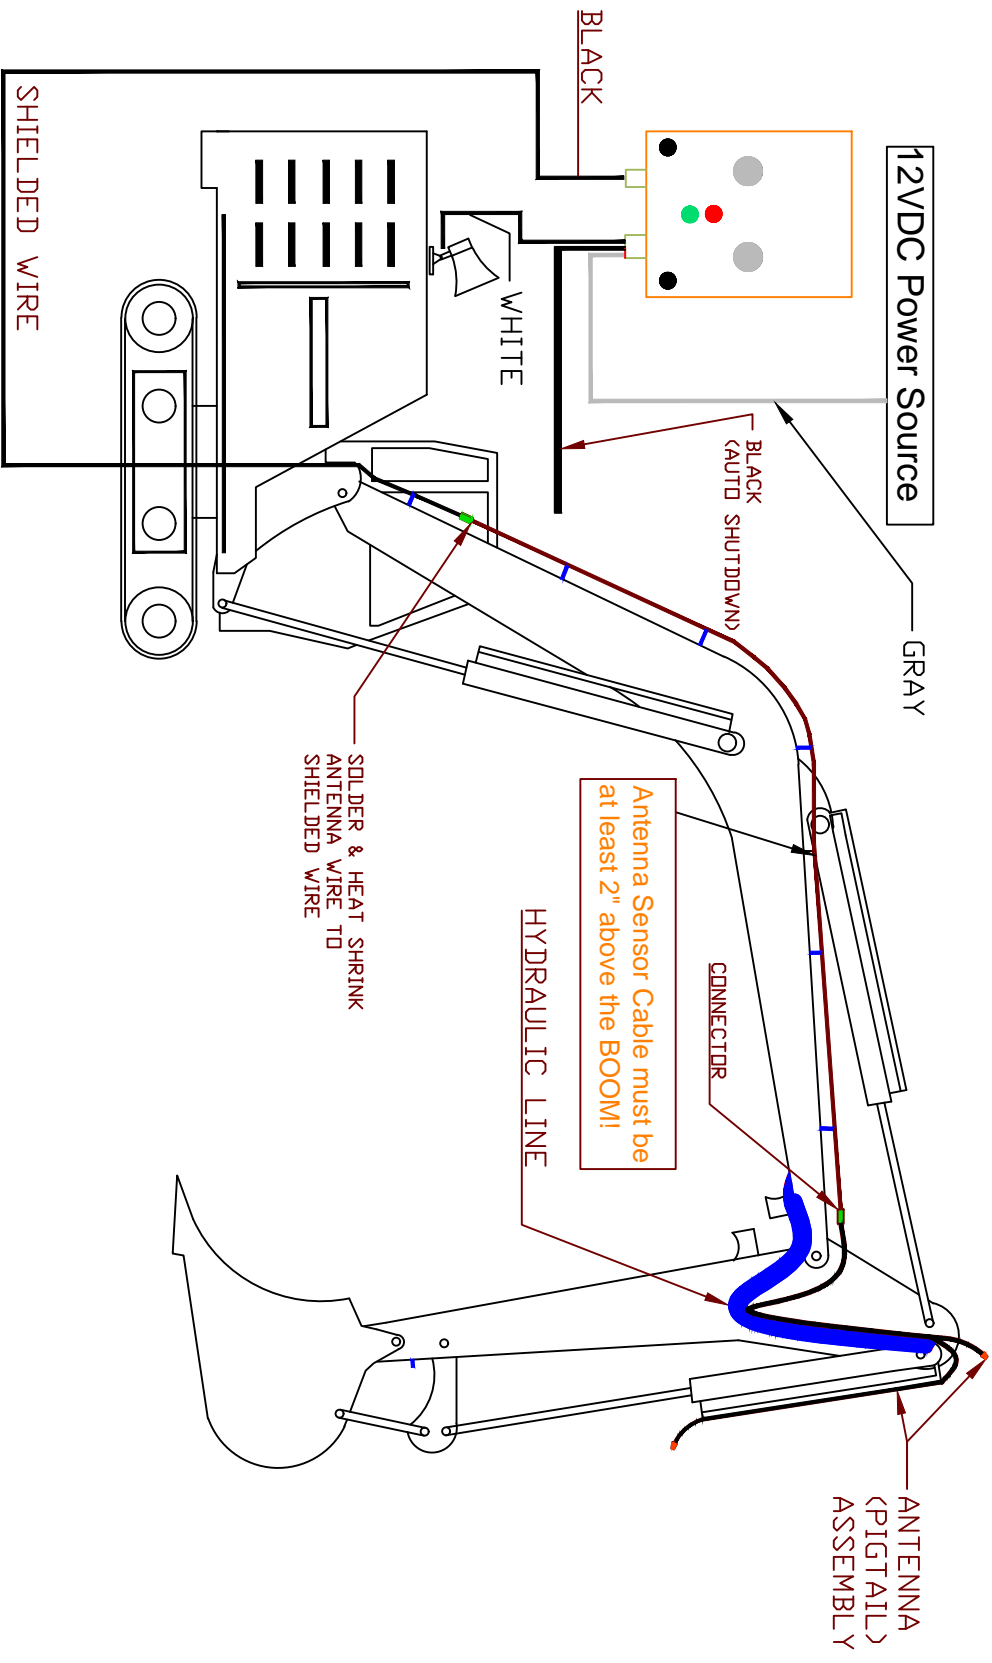 12VDC Power Source
BLACK
WHITE
GRAY
BLACK
(AUTO SHUTDOWN)
SHIELDED WIRE
SOLDER & HEAT SHRINK
ANTENNA WIRE TO
SHIELDED WIRE
Antenna Sensor Cable must be
at least 2" above the BOOM!
CONNECTOR
HYDRAULIC LINE
ANTENNA
(PIGTAIL)
ASSEMBLY